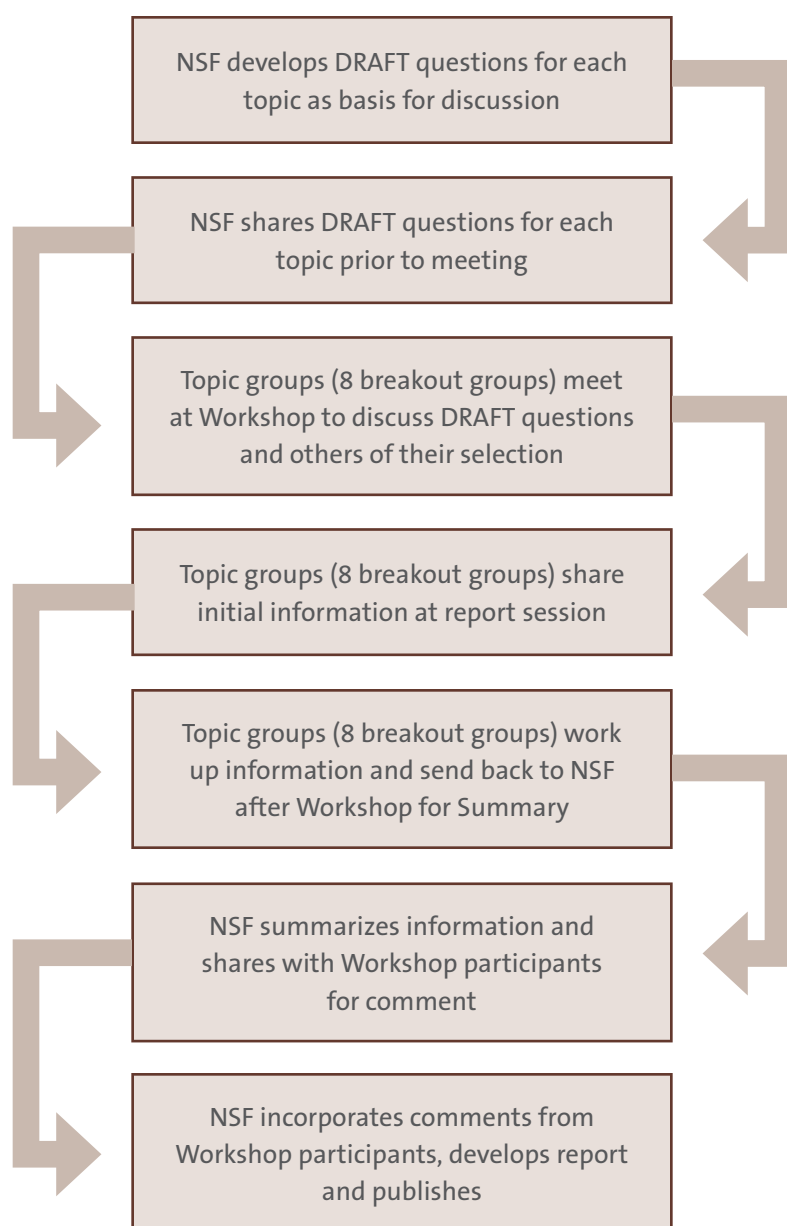 NSF develops DRAFT questions for each
topic as basis for discussion
NSF shares DRAFT questions for each
topic prior to meeting
Topic groups (8 breakout groups) meet
at Workshop to discuss DRAFT questions
and others of their selection
Topic groups (8 breakout groups) share
initial information at report session
Topic groups (8 breakout groups) work
up information and send back to NSF
after Workshop for Summary
NSF summarizes information and
shares with Workshop participants
for comment
NSF incorporates comments from
Workshop participants, develops report
and publishes